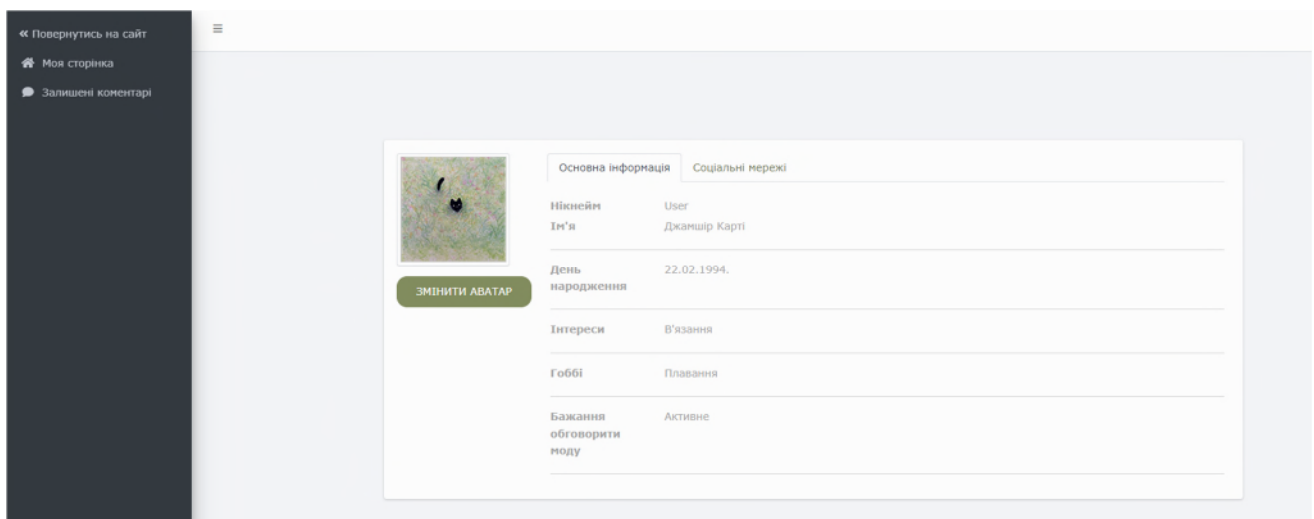 « Повернутись на сайт
Моя сторінка
Залишені коментарі
Основна інформація Соціальні мережі
Нікнейм User
Ім'я Джамшір Карті
День 22.02.1994.
народження
ЗМІНИТИ АВАТАР
Інтереси В'язання
Гоббі Плавання
Бажання Активне
обговорити
моду